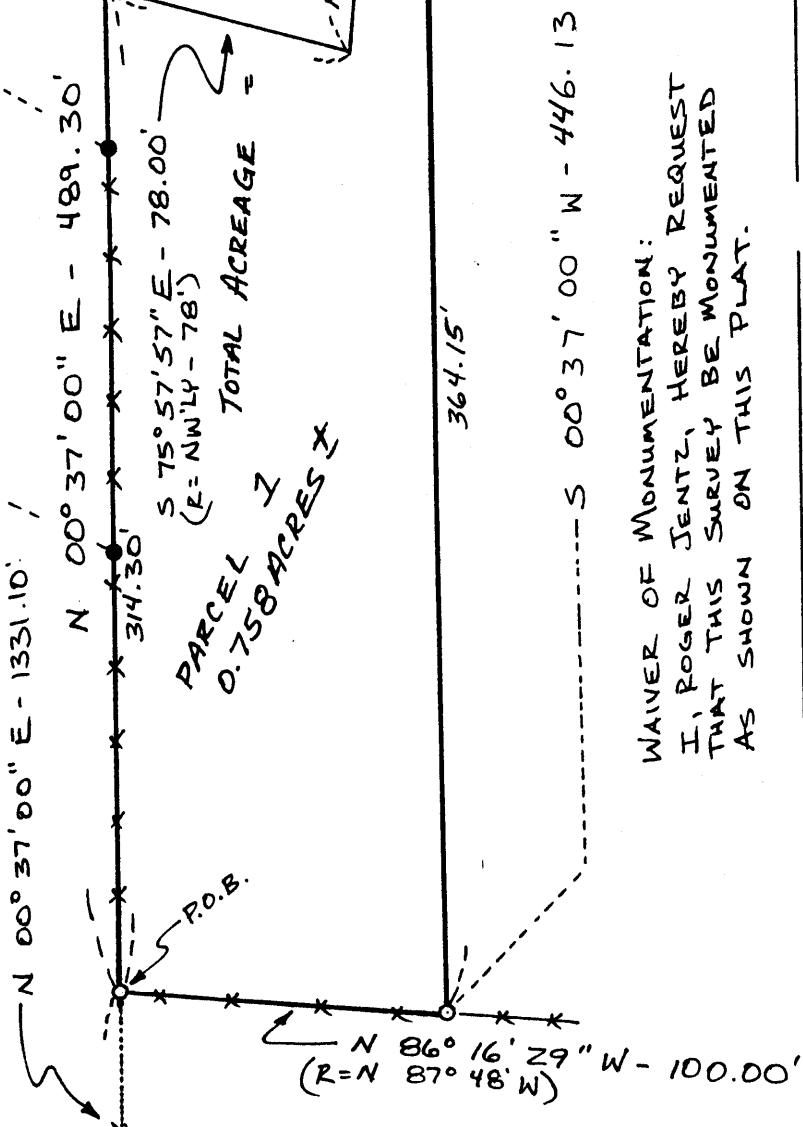 N 00° 37' 00" E - 1331.10'
N 00° 37' 00" E - 489.30'
314.30'
S 75° 57' 57" E - 78.00'
(R= NW'LY - 78')
TOTAL ACREAGE =
PARCEL 1
0.758 ACRES ±
364.15'
S 00° 37' 00" W - 446.13
WAIVER OF MONUMENTATION:
I, ROGER JENTZ, HEREBY REQUEST
THAT THIS SURVEY BE MONUMENTED
AS SHOWN ON THIS PLAT.
P.O.B.
N 86° 16' 29" W - 100.00'
(R=N 87° 48' W)